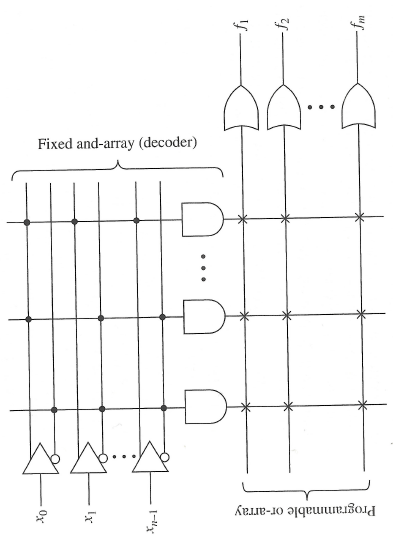 f₁
f₂
fₘ
Fixed and-array (decoder)
x₀
x₁
xₙ₋₁
Programmable or-array